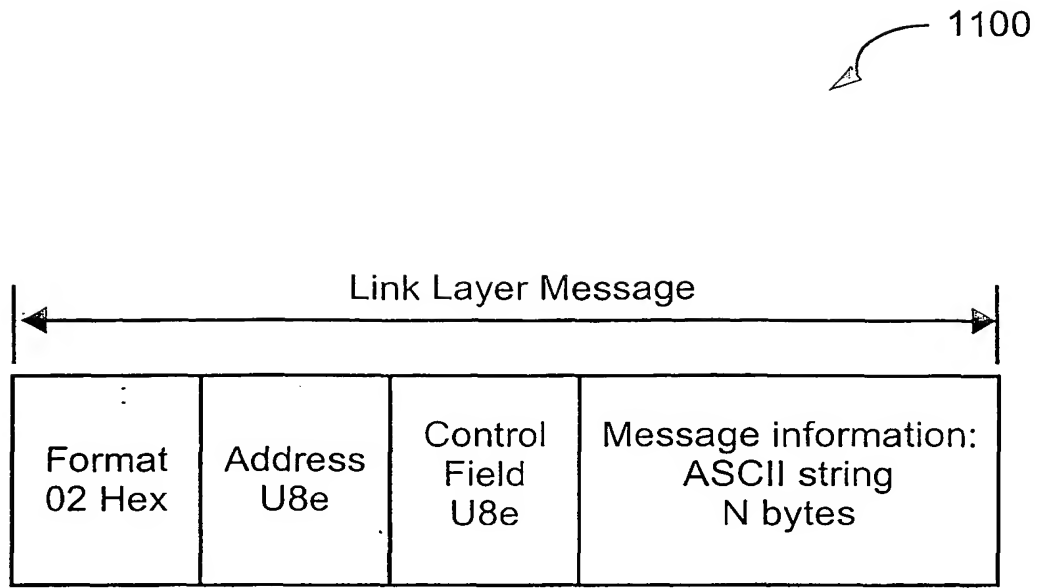 1100
Link Layer Message
Format
02 Hex
Address
U8e
Control
Field
U8e
Message information:
ASCII string
N bytes